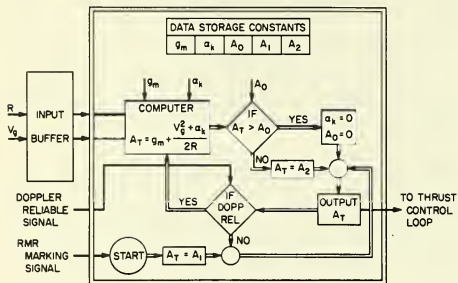 DATA STORAGE CONSTANTS
gm αk A0 A1 A2
gm αk A0
R INPUT BUFFER
Vg
COMPUTER
AT = gm + Vg² + αk / 2R
IF AT > A0
YES
αk = 0
A0 = 0
NO
AT = A2
DOPPLER RELIABLE SIGNAL
YES
IF DOPP REL
OUTPUT AT
TO THRUST CONTROL LOOP
NO
RMR MARKING SIGNAL
START
AT = A1